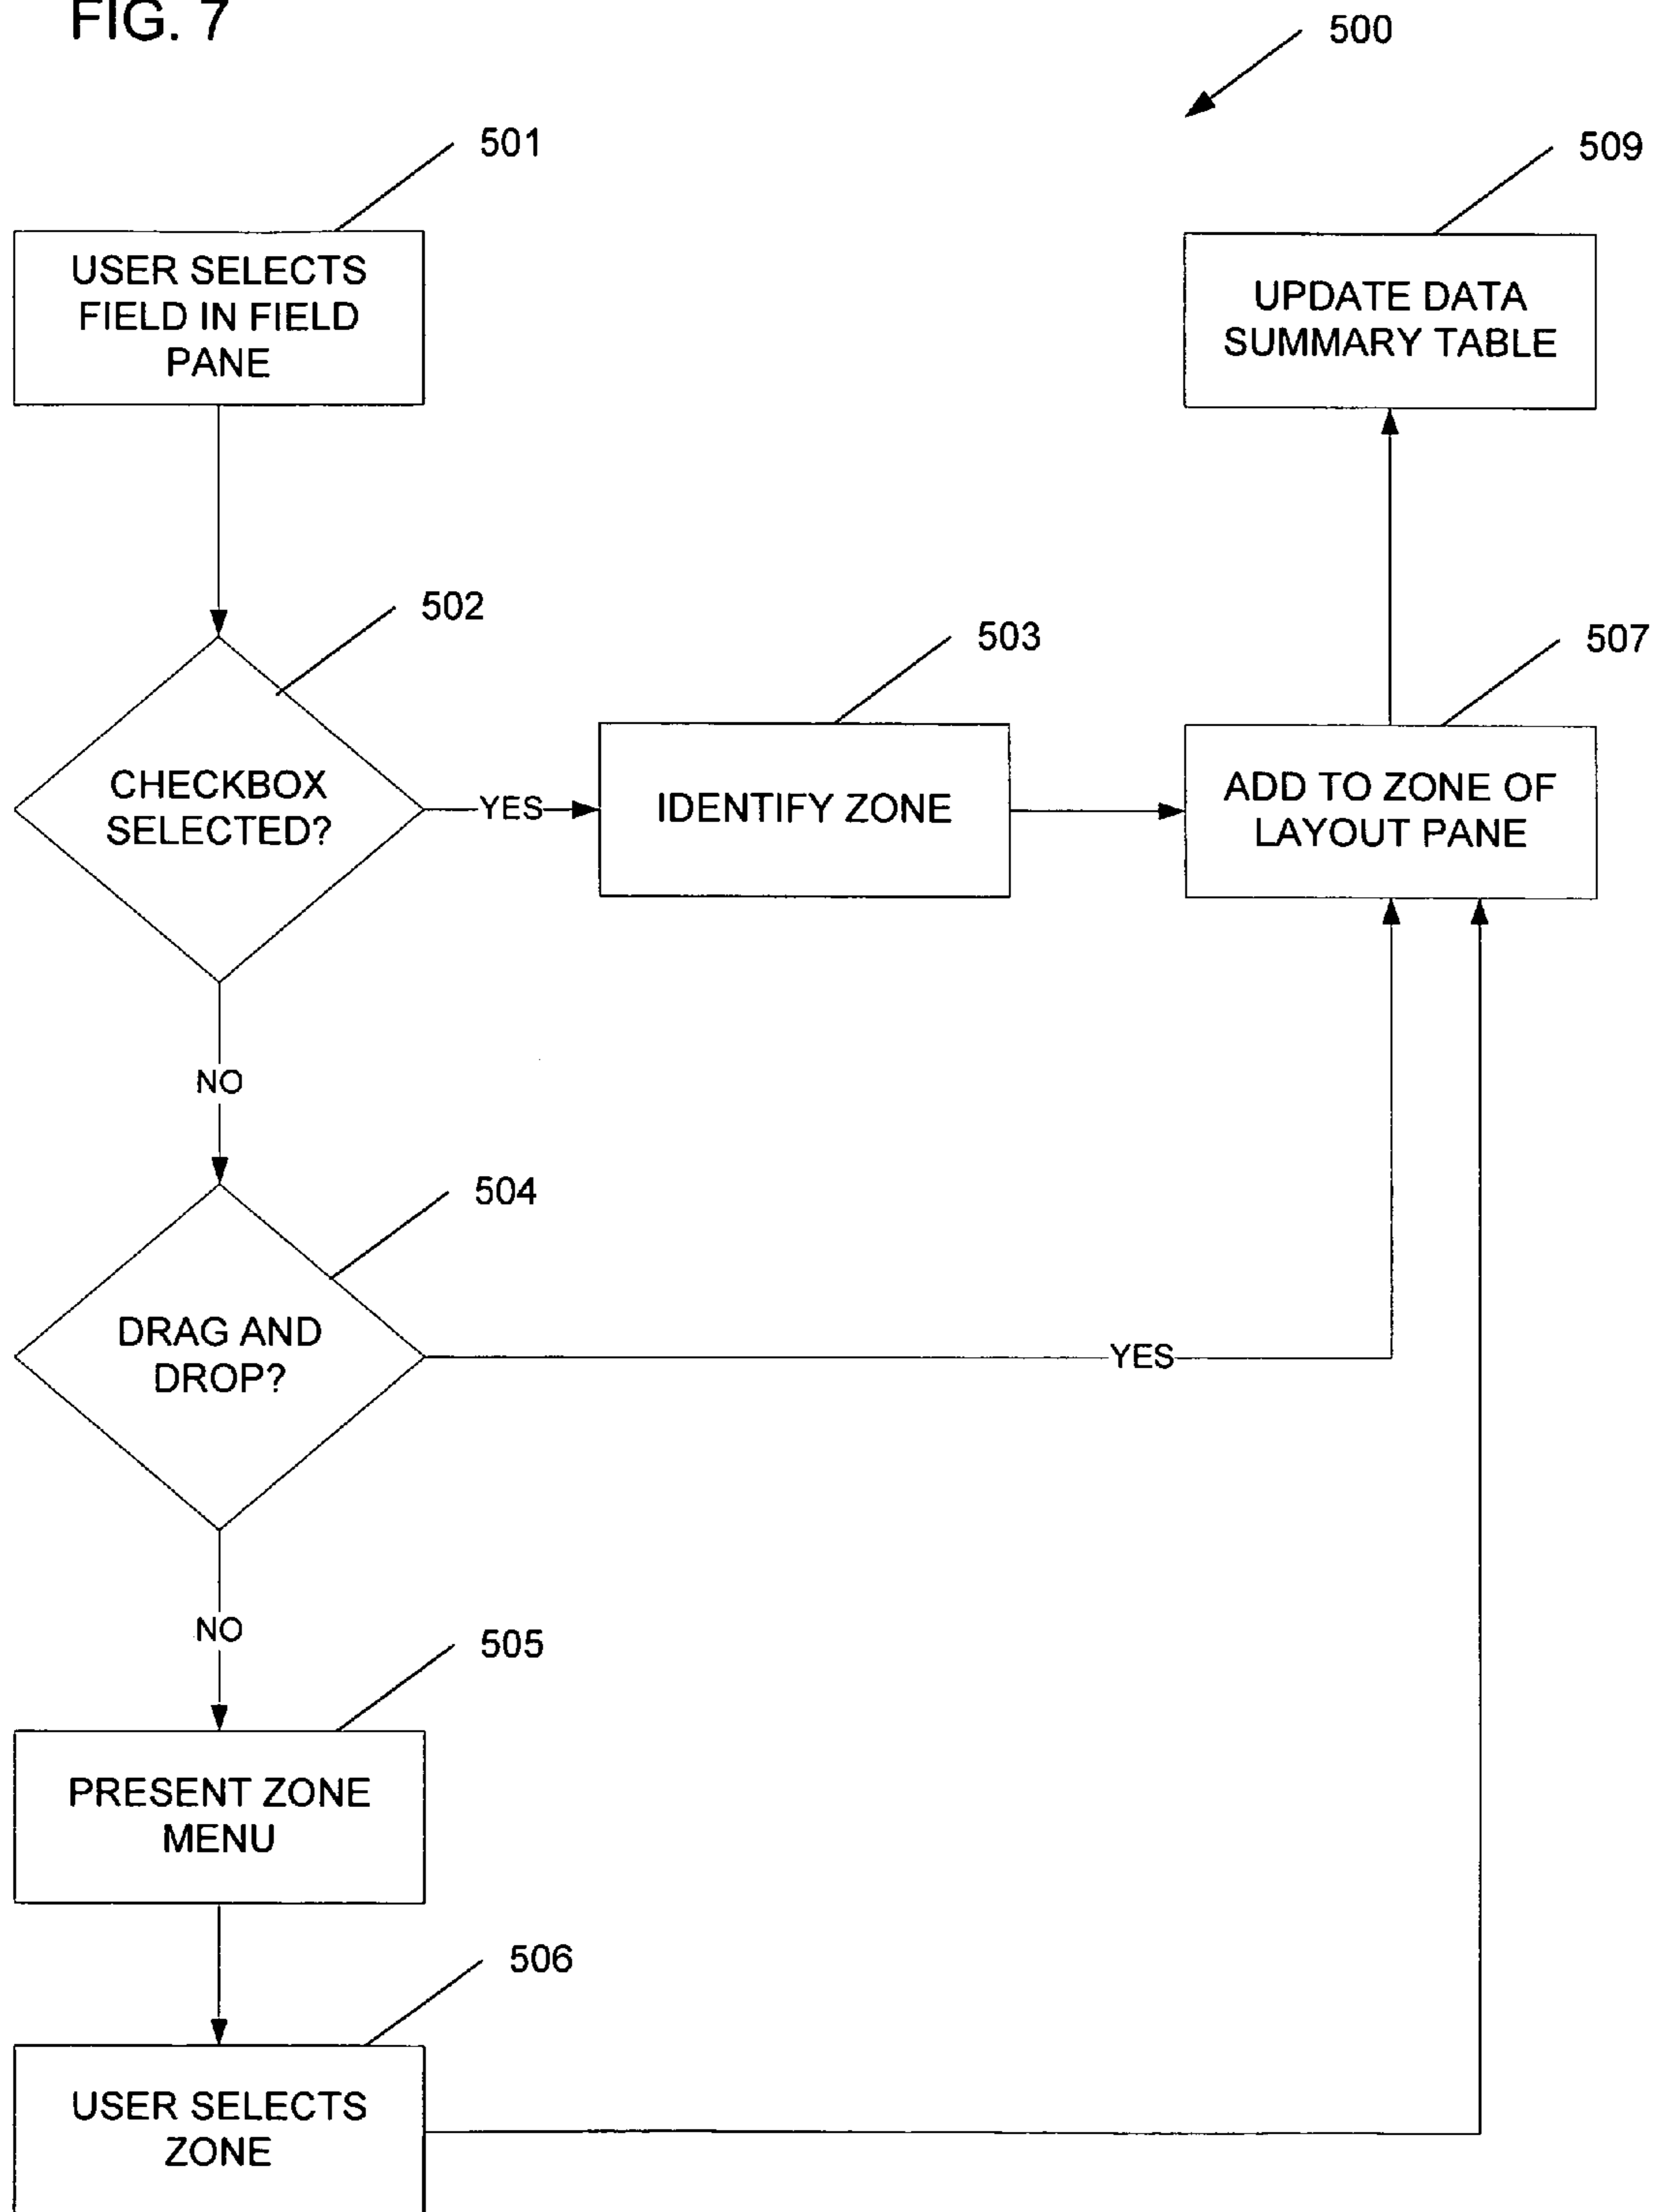 FIG. 7
500
501
509
USER SELECTS
FIELD IN FIELD
PANE
UPDATE DATA
SUMMARY TABLE
502
503
507
CHECKBOX
SELECTED?
YES
IDENTIFY ZONE
ADD TO ZONE OF
LAYOUT PANE
NO
504
DRAG AND
DROP?
YES
NO
505
PRESENT ZONE
MENU
506
USER SELECTS
ZONE